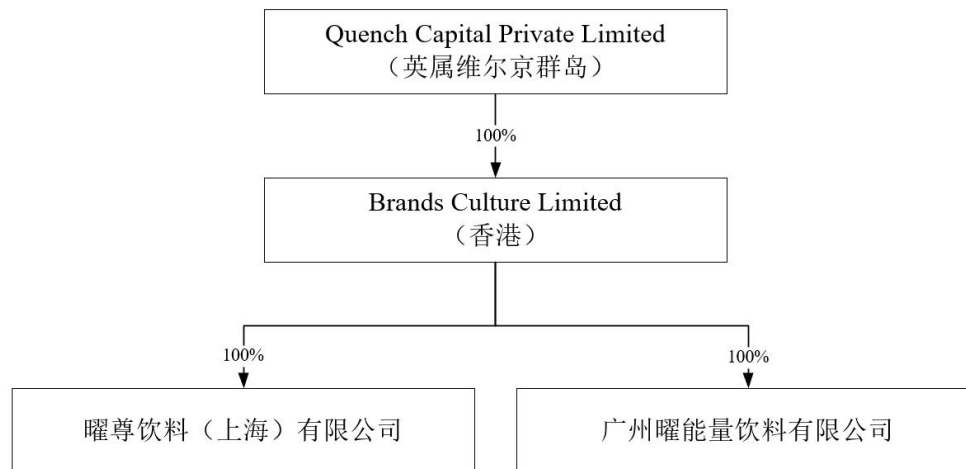 Quench Capital Private Limited
（英属维尔京群岛）
100%
Brands Culture Limited
（香港）
100%
100%
曜尊饮料（上海）有限公司
广州曜能量饮料有限公司